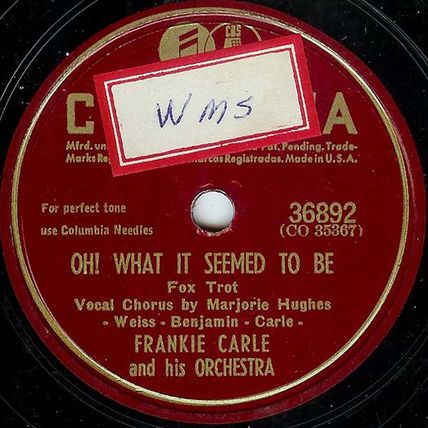 CBS
C A
WMS
Mfrd. un Pat. Pending. Trade-
Marks Re Marcas Registradas. Made in U.S.A.
For perfect tone
use Columbia Needles
36892
(CO 35367)
OH! WHAT IT SEEMED TO BE
Fox Trot
Vocal Chorus by Marjorie Hughes
- Weiss - Benjamin - Carle -
FRANKIE CARLE
and his ORCHESTRA